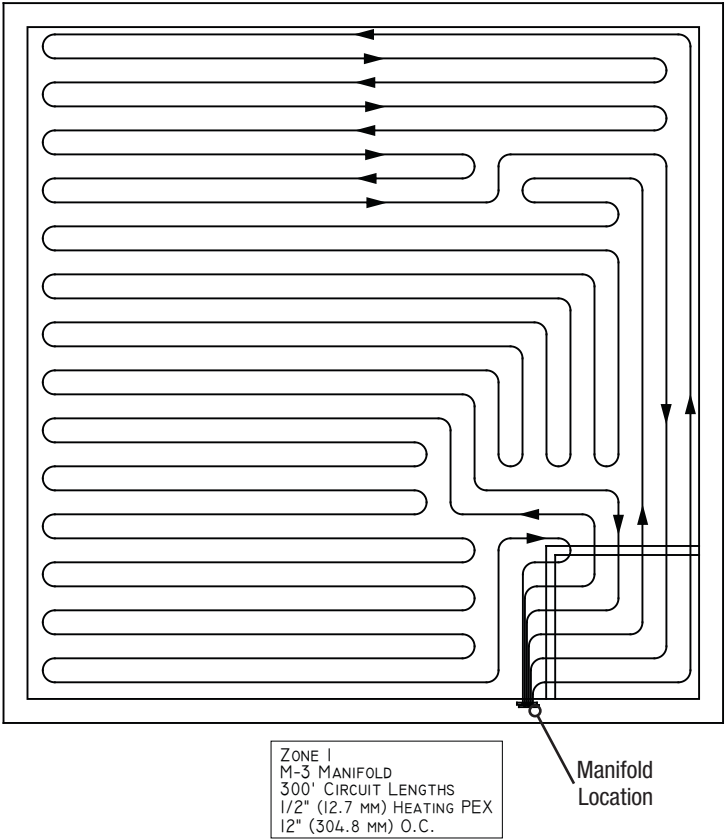 ZONE 1
M-3 MANIFOLD
300' CIRCUIT LENGTHS
1/2" (12.7 MM) HEATING PEX
12" (304.8 MM) O.C.
Manifold
Location